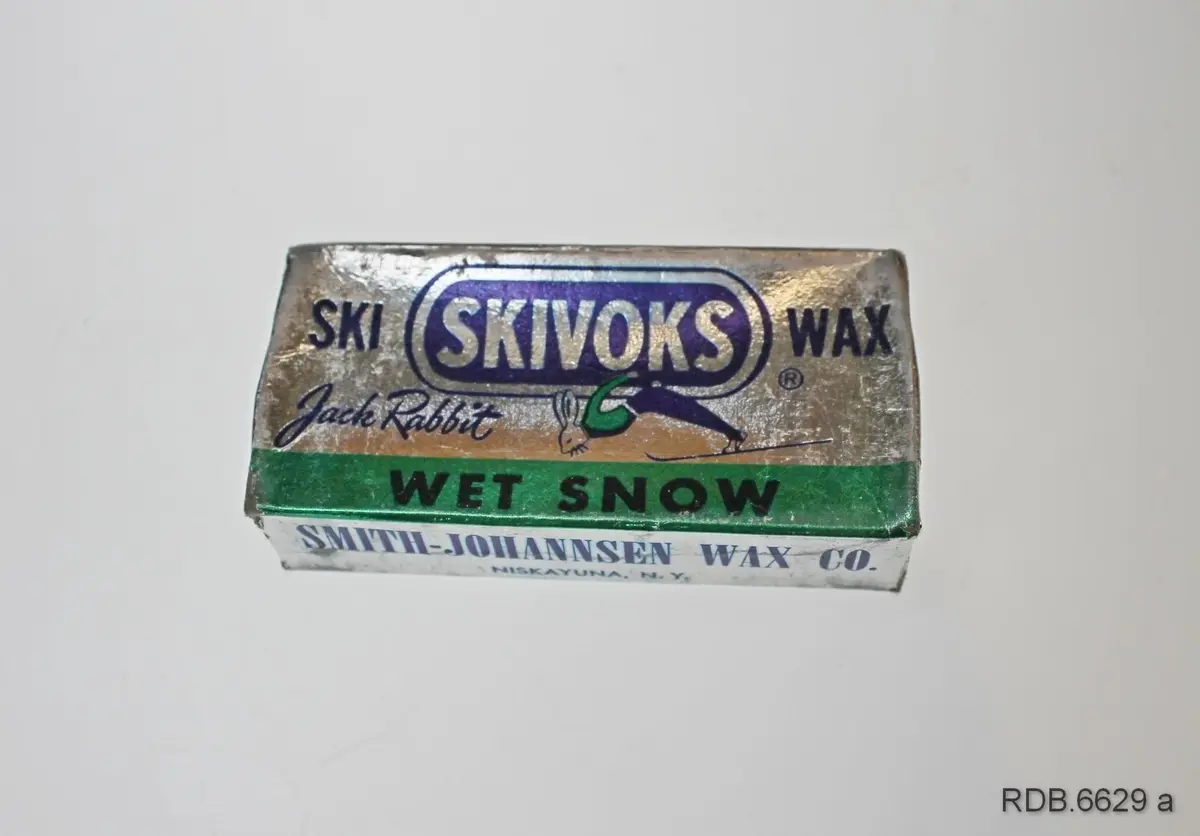 SKI SKIVOKS WAX
®
Jack Rabbit
WET SNOW
SMITH-JOHANNSEN WAX CO.
NISKAYUNA, N. Y.
RDB.6629 a